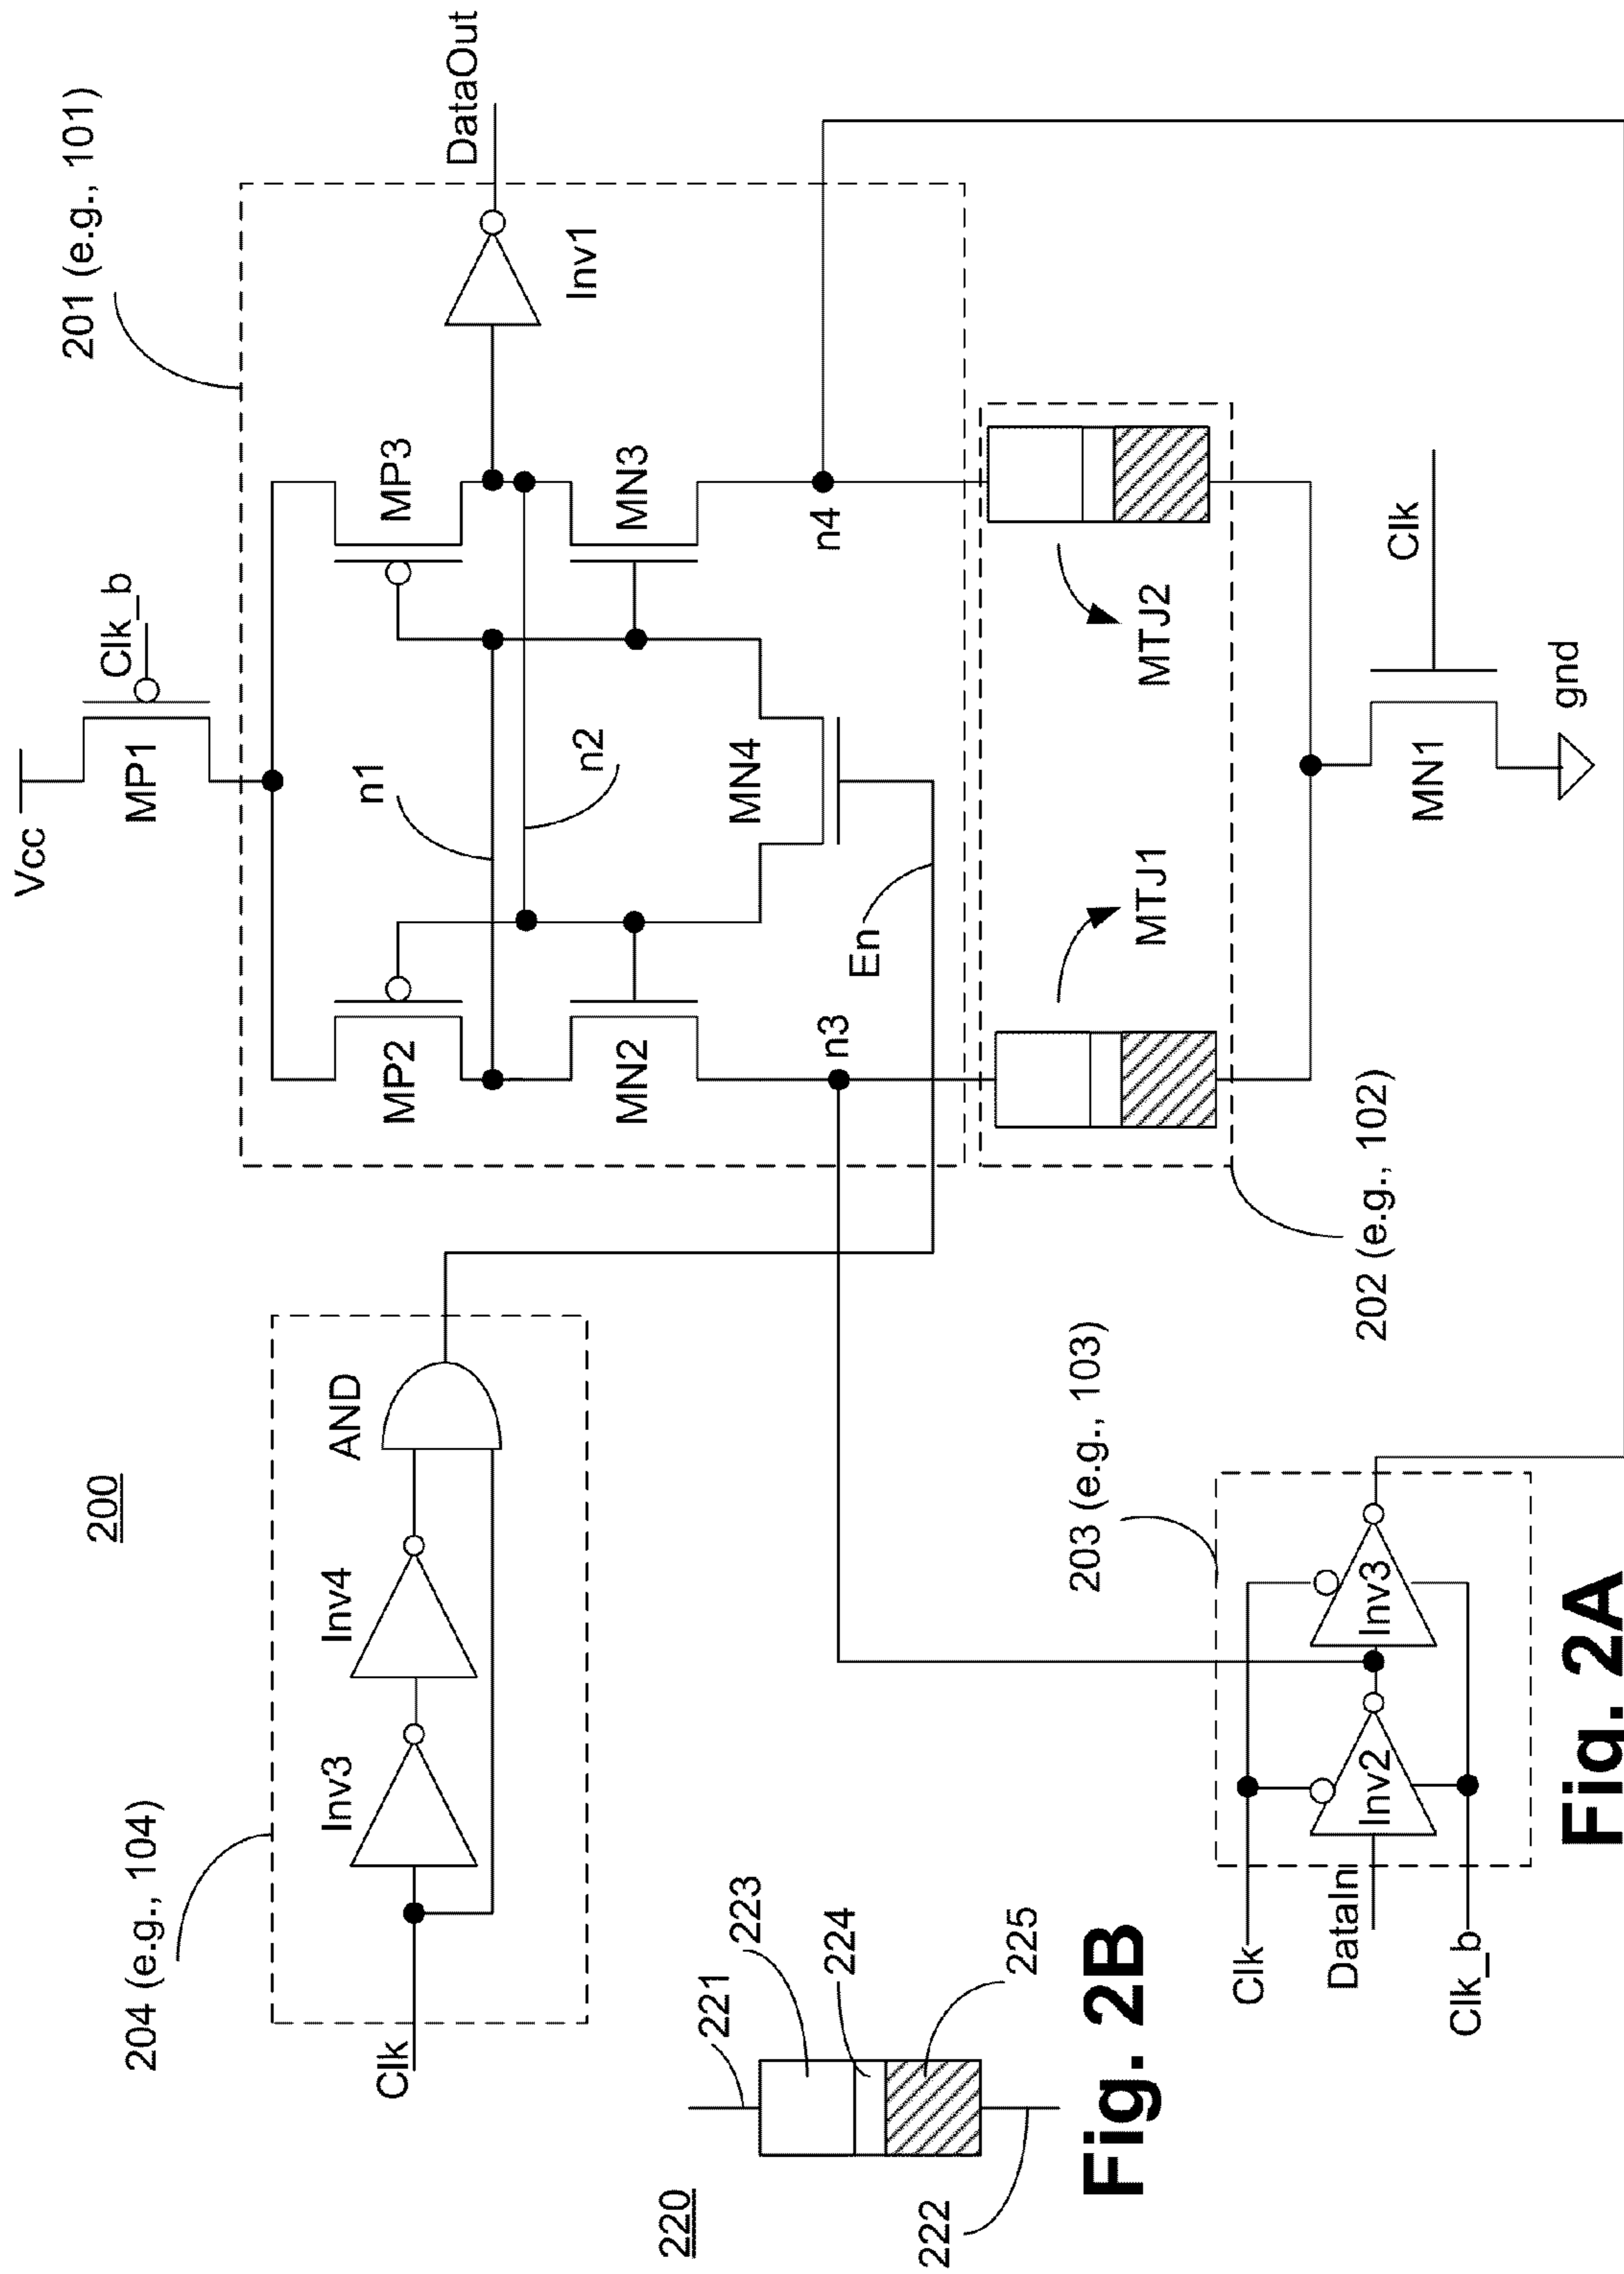 200
204 (e.g., 104)
Inv3
Inv4
AND
Clk
Vcc
MP1
Clk_b
201 (e.g., 101)
MP2
MP3
n1
n2
MN2
MN3
MN4
Inv1
DataOut
En
n3
n4
MTJ1
MTJ2
202 (e.g., 102)
MN1
Clk
gnd
203 (e.g., 103)
Clk
DataIn
Clk_b
Inv2
Inv3
Fig. 2A
220
221
222
223
224
225
Fig. 2B